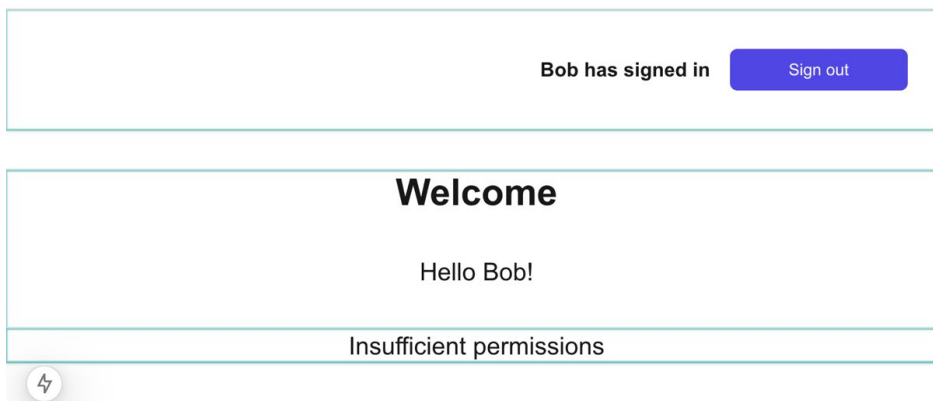 Bob has signed in
Sign out
Welcome
Hello Bob!
Insufficient permissions